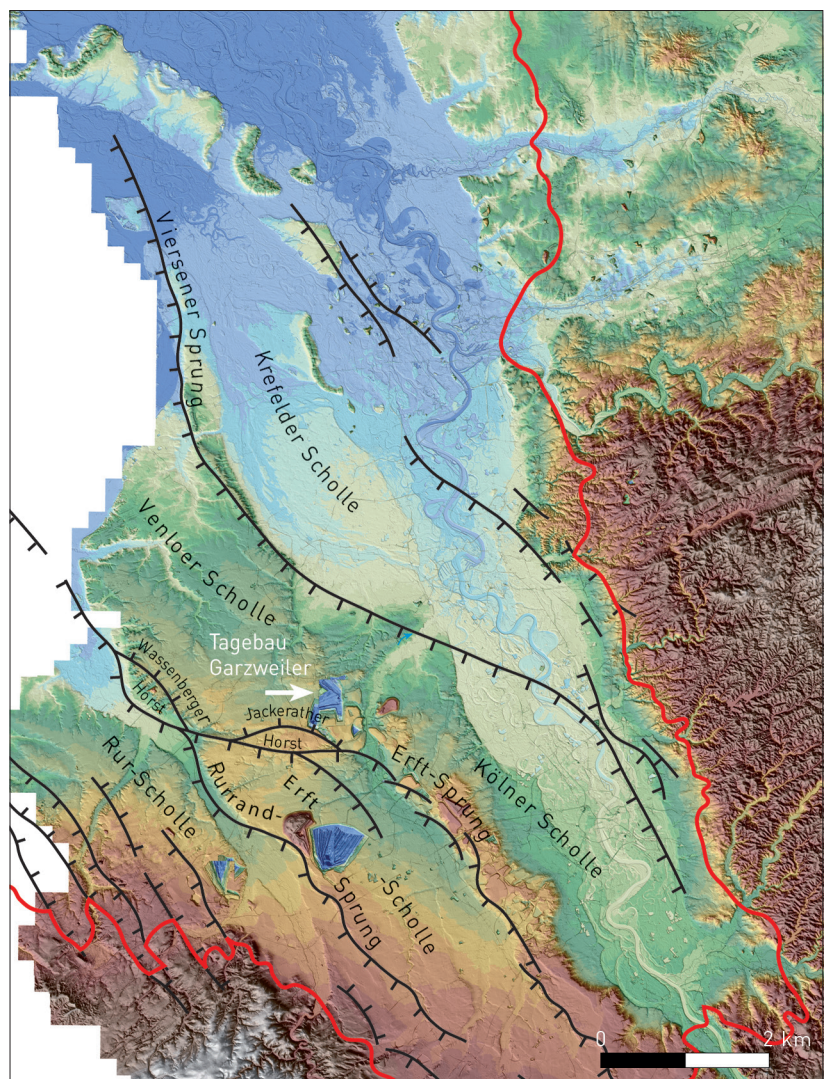 Viersener Sprung
Krefelder Scholle
Venloer Scholle
Tagebau
Garzweiler
Wassenberger
Horst
Jackerather
Horst
Rur-Scholle
Rurrand-
Sprung
Erft
-Scholle
Erft-Sprung
Kölner Scholle
0
2 km